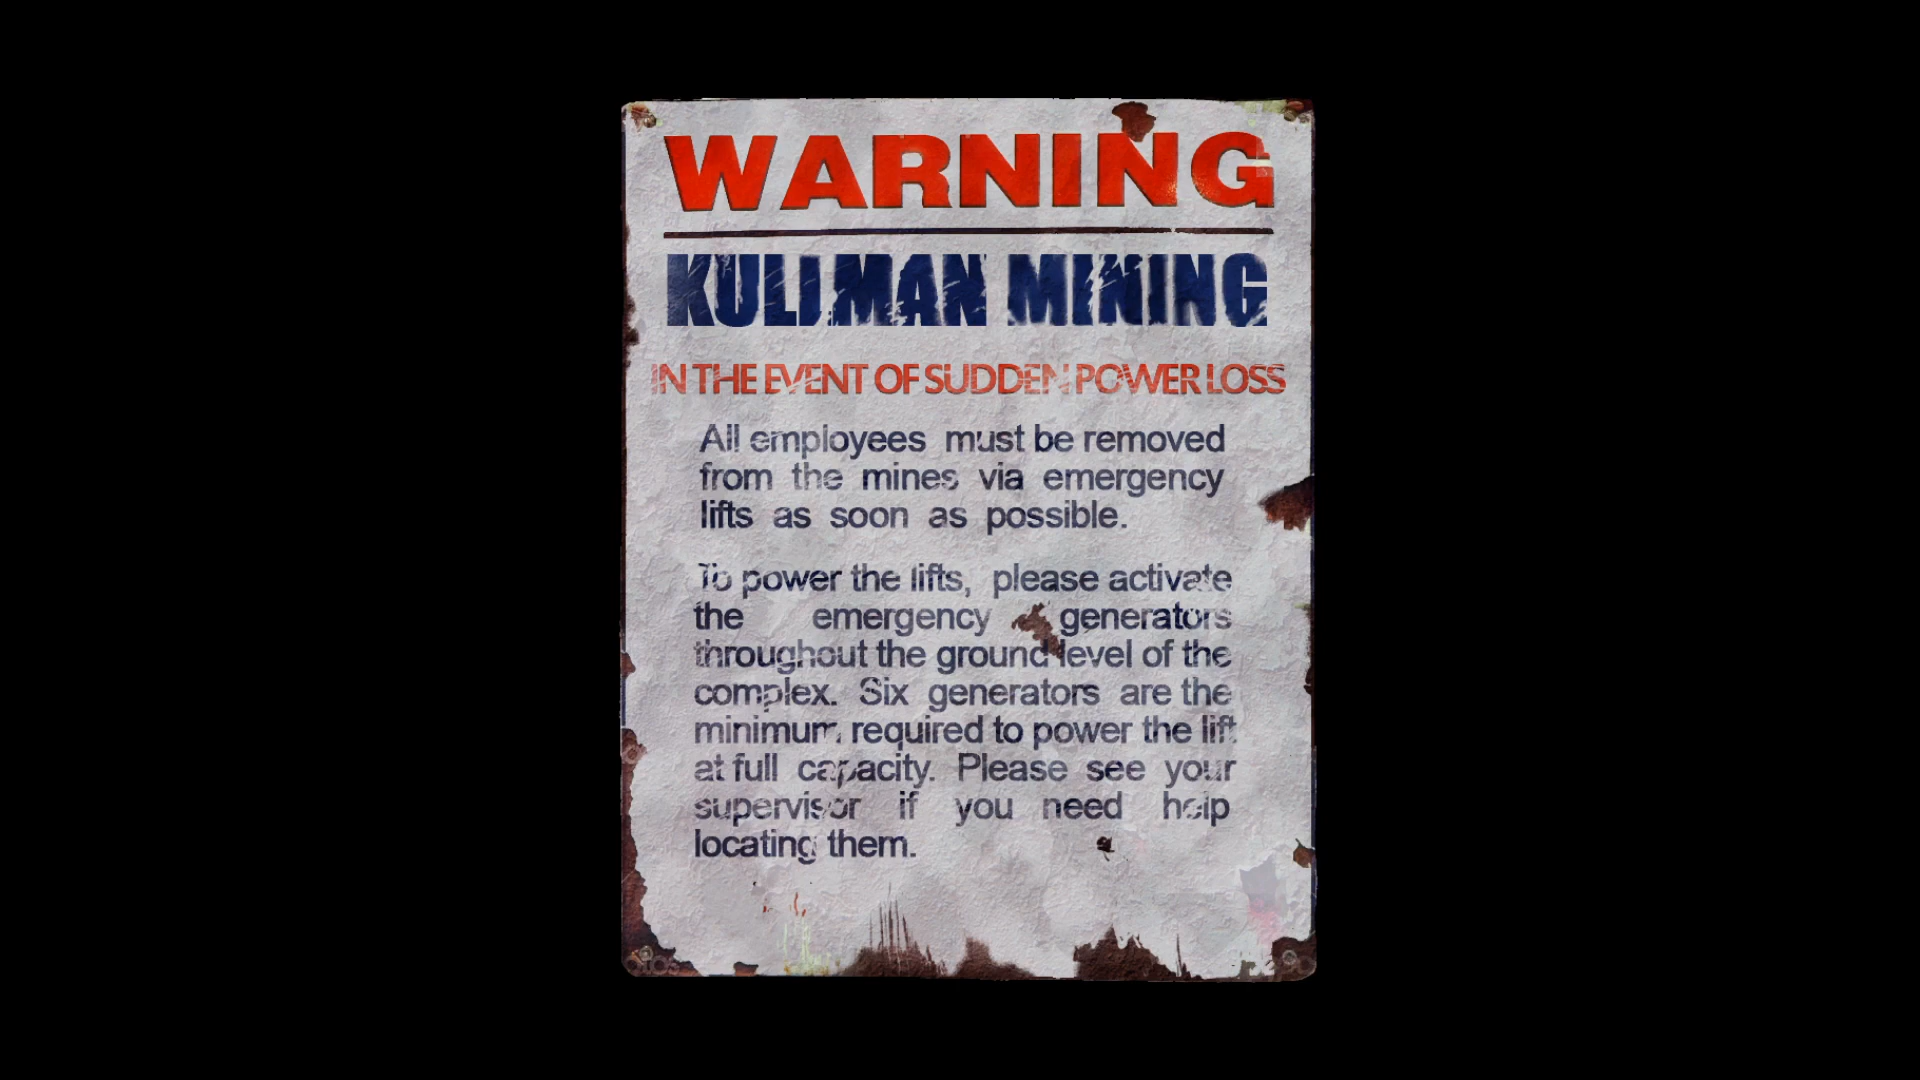 WARNING
KULLMAN MINING
IN THE EVENT OF SUDDEN POWER LOSS
All employees must be removed
from the mines via emergency
lifts as soon as possible.
To power the lifts, please activate
the emergency generators
throughout the ground level of the
complex. Six generators are the
minimum required to power the lift
at full capacity. Please see your
supervisor if you need help
locating them.